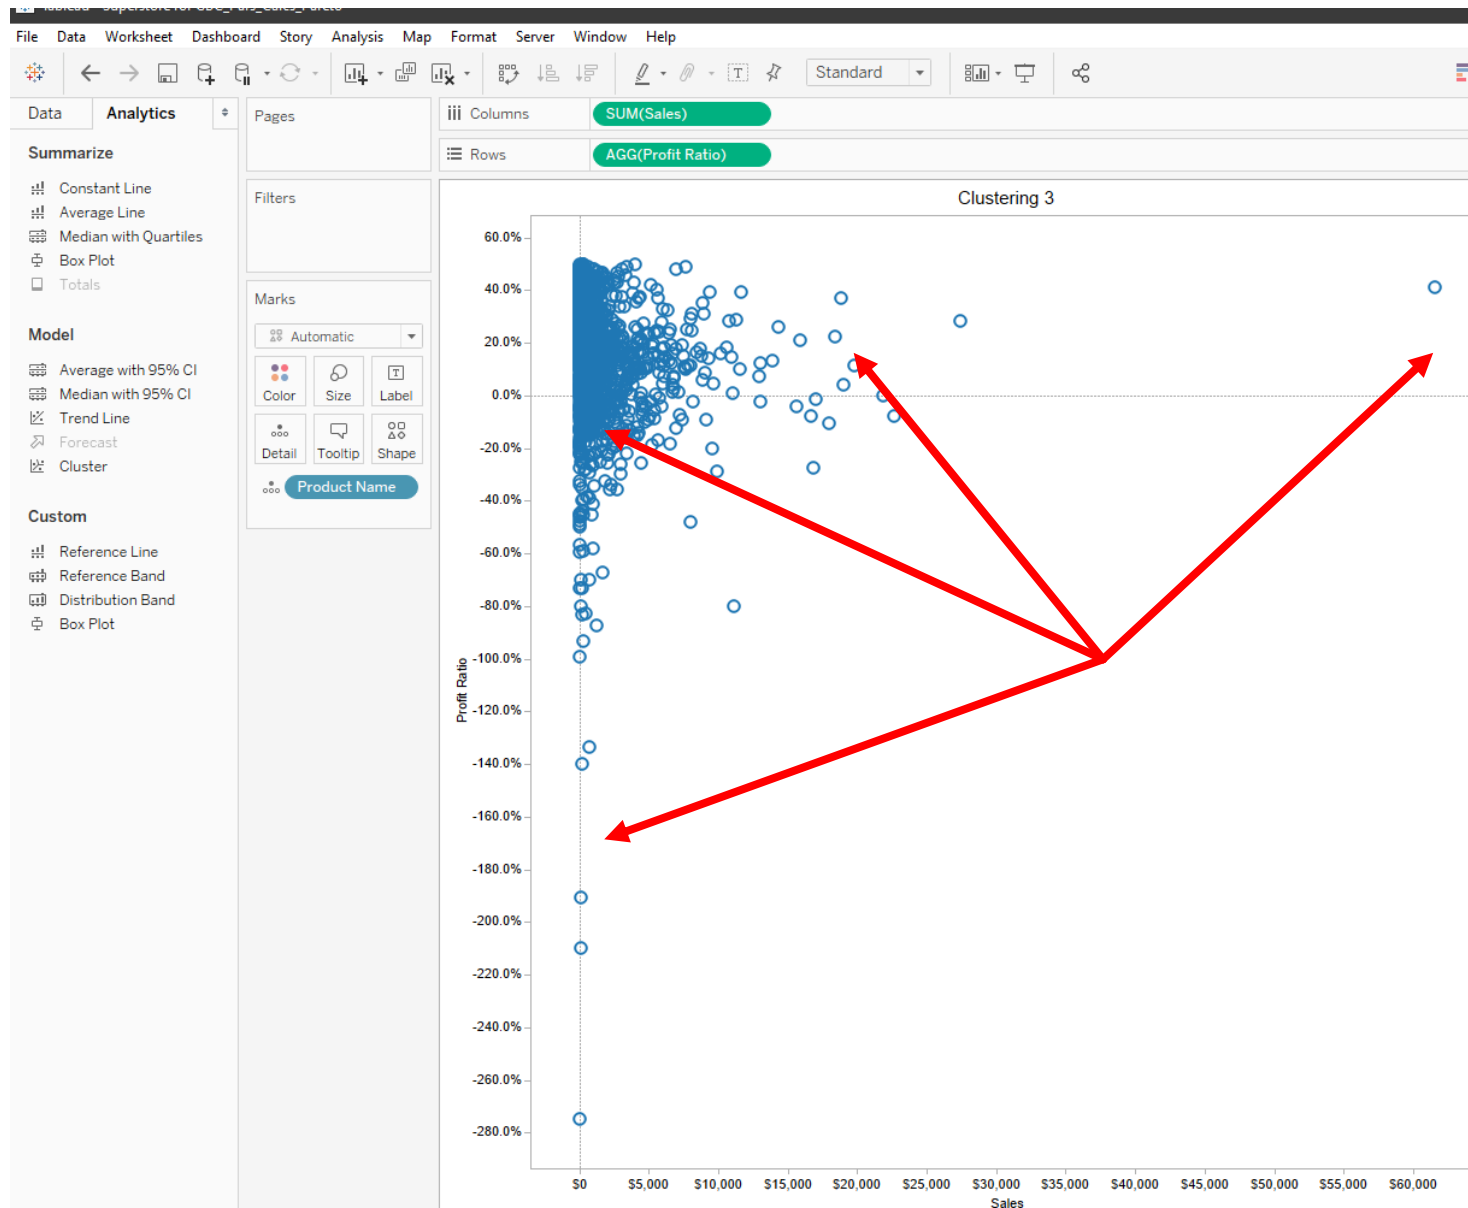 Tableau - Superstore for
File Data Worksheet Dashboard Story Analysis Map Format Server Window Help
Standard
Data Analytics
Summarize
Constant Line
Average Line
Median with Quartiles
Box Plot
Totals
Model
Average with 95% CI
Median with 95% CI
Trend Line
Forecast
Cluster
Custom
Reference Line
Reference Band
Distribution Band
Box Plot
Pages
Filters
Marks
Automatic
Color Size Label
Detail Tooltip Shape
Product Name
Columns SUM(Sales)
Rows AGG(Profit Ratio)
Clustering 3
60.0%
40.0%
20.0%
0.0%
-20.0%
-40.0%
-60.0%
-80.0%
-100.0%
-120.0%
-140.0%
-160.0%
-180.0%
-200.0%
-220.0%
-240.0%
-260.0%
-280.0%
Profit Ratio
$0 $5,000 $10,000 $15,000 $20,000 $25,000 $30,000 $35,000 $40,000 $45,000 $50,000 $55,000 $60,000
Sales